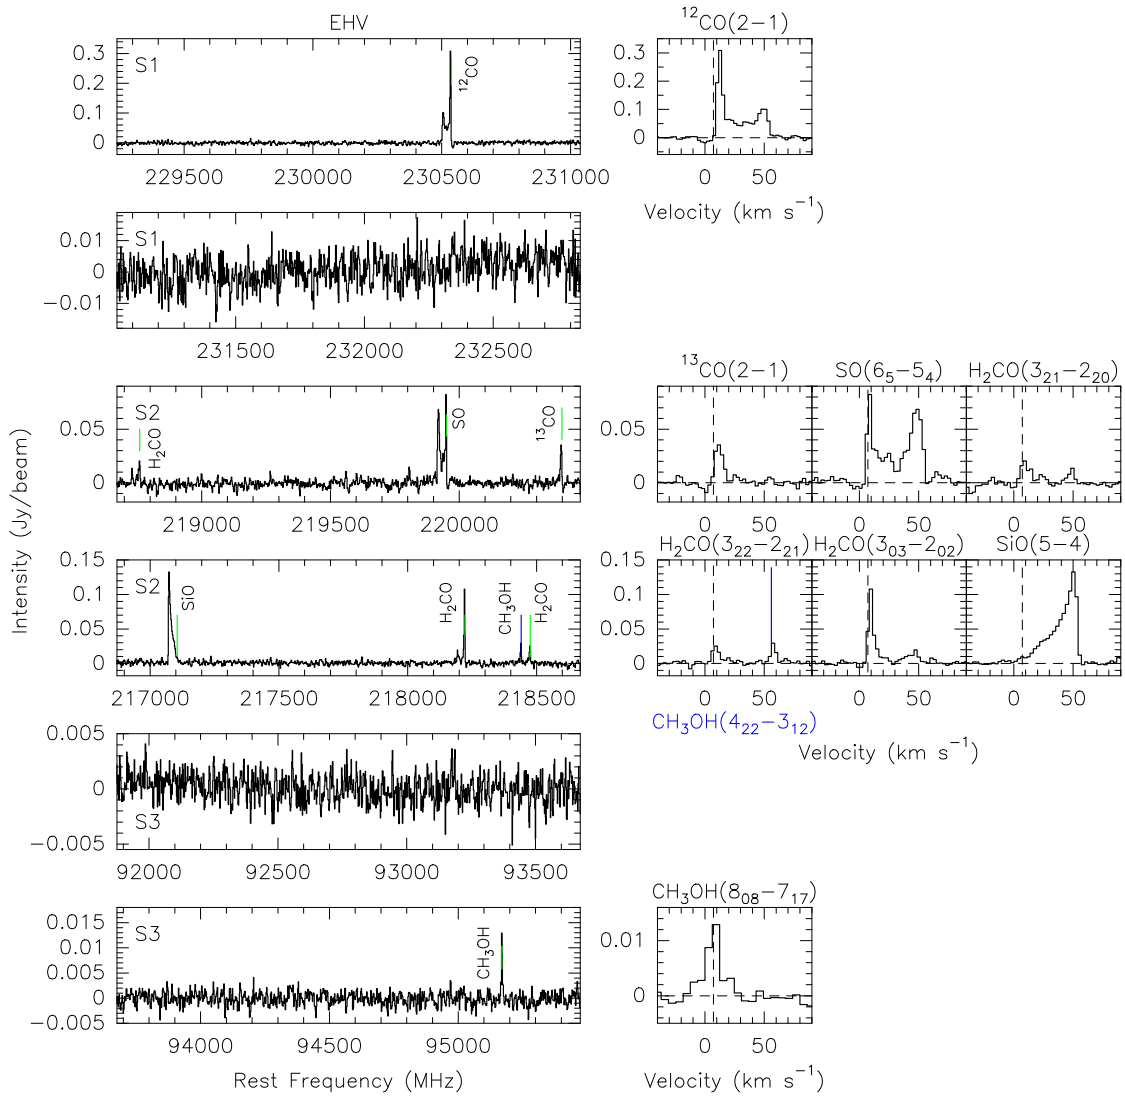 EHV
¹²CO(2−1)
0.3
0.2
0.1
0
S1
¹²CO
229500 230000 230500 231000
0.3
0.2
0.1
0
0 50
Velocity (km s⁻¹)
0.01
0
−0.01
S1
231500 232000 232500
¹³CO(2−1) SO(6₅−5₄) H₂CO(3₂₁−2₂₀)
0.05
0
S2
H₂CO
SO
¹³CO
219000 219500 220000
0.05
0
0 50 0 50 0 50
H₂CO(3₂₂−2₂₁) H₂CO(3₀₃−2₀₂) SiO(5−4)
0.15
0.1
0.05
0
S2
SiO
H₂CO
CH₃OH
H₂CO
217000 217500 218000 218500
0.15
0.1
0.05
0
0 50 0 50 0 50
CH₃OH(4₂₂−3₁₂)
Velocity (km s⁻¹)
Intensity (Jy/beam)
0.005
0
−0.005
S3
92000 92500 93000 93500
CH₃OH(8₀₈−7₁₇)
0.015
0.01
0.005
0
−0.005
S3
CH₃OH
94000 94500 95000
0.01
0
0 50
Rest Frequency (MHz)
Velocity (km s⁻¹)